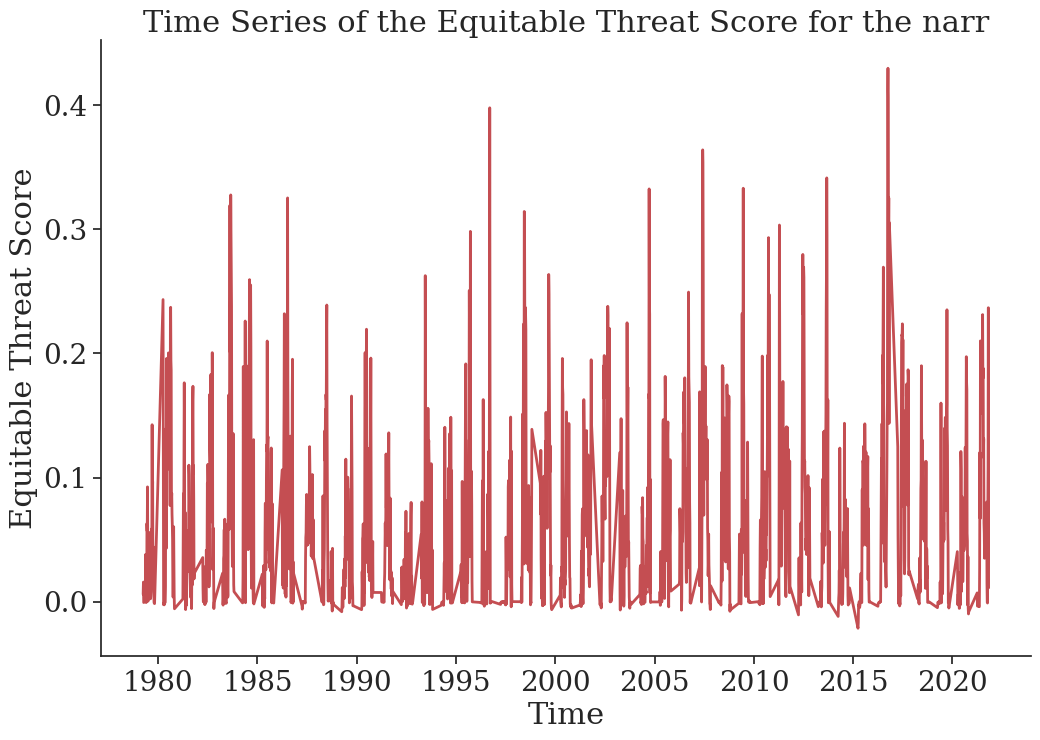 Time Series of the Equitable Threat Score for the narr
Equitable Threat Score
0.4
0.3
0.2
0.1
0.0
1980 1985 1990 1995 2000 2005 2010 2015 2020
Time